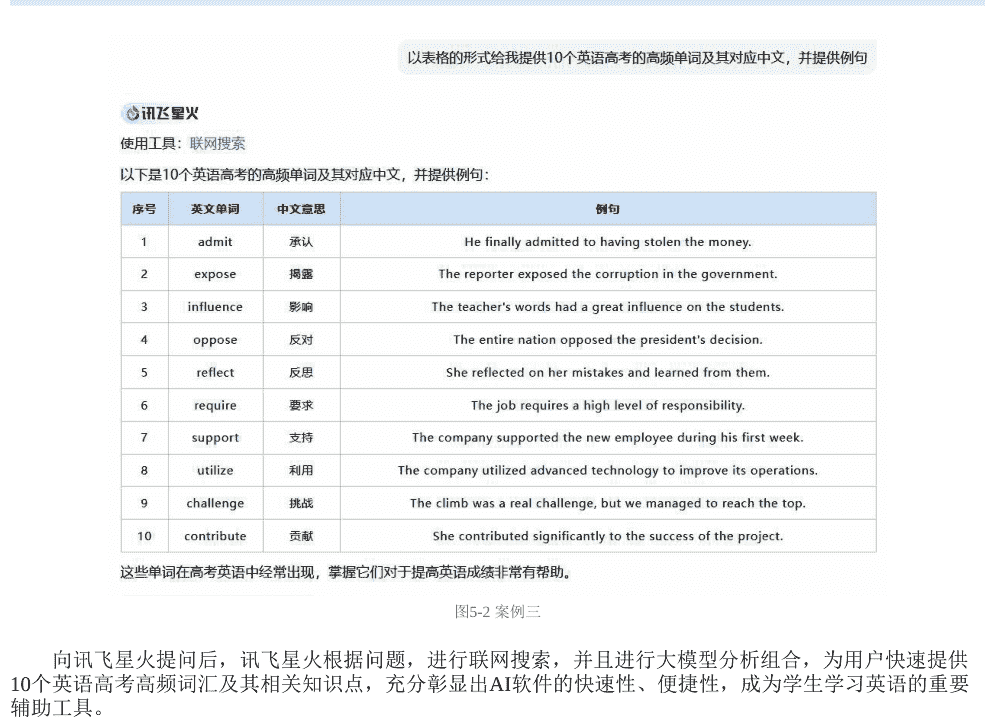 以表格的形式给我提供10个英语高考的高频单词及其对应中文，并提供例句
讯飞星火
使用工具：联网搜索
以下是10个英语高考的高频单词及其对应中文，并提供例句：
序号 英文单词 中文意思 例句
1 admit 承认 He finally admitted to having stolen the money.
2 expose 揭露 The reporter exposed the corruption in the government.
3 influence 影响 The teacher's words had a great influence on the students.
4 oppose 反对 The entire nation opposed the president's decision.
5 reflect 反思 She reflected on her mistakes and learned from them.
6 require 要求 The job requires a high level of responsibility.
7 support 支持 The company supported the new employee during his first week.
8 utilize 利用 The company utilized advanced technology to improve its operations.
9 challenge 挑战 The climb was a real challenge, but we managed to reach the top.
10 contribute 贡献 She contributed significantly to the success of the project.
这些单词在高考英语中经常出现，掌握它们对于提高英语成绩非常有帮助。
图5-2 案例三
向讯飞星火提问后，讯飞星火根据问题，进行联网搜索，并且进行大模型分析组合，为用户快速提供
10个英语高考高频词汇及其相关知识点，充分彰显出AI软件的快速性、便捷性，成为学生学习英语的重要
辅助工具。